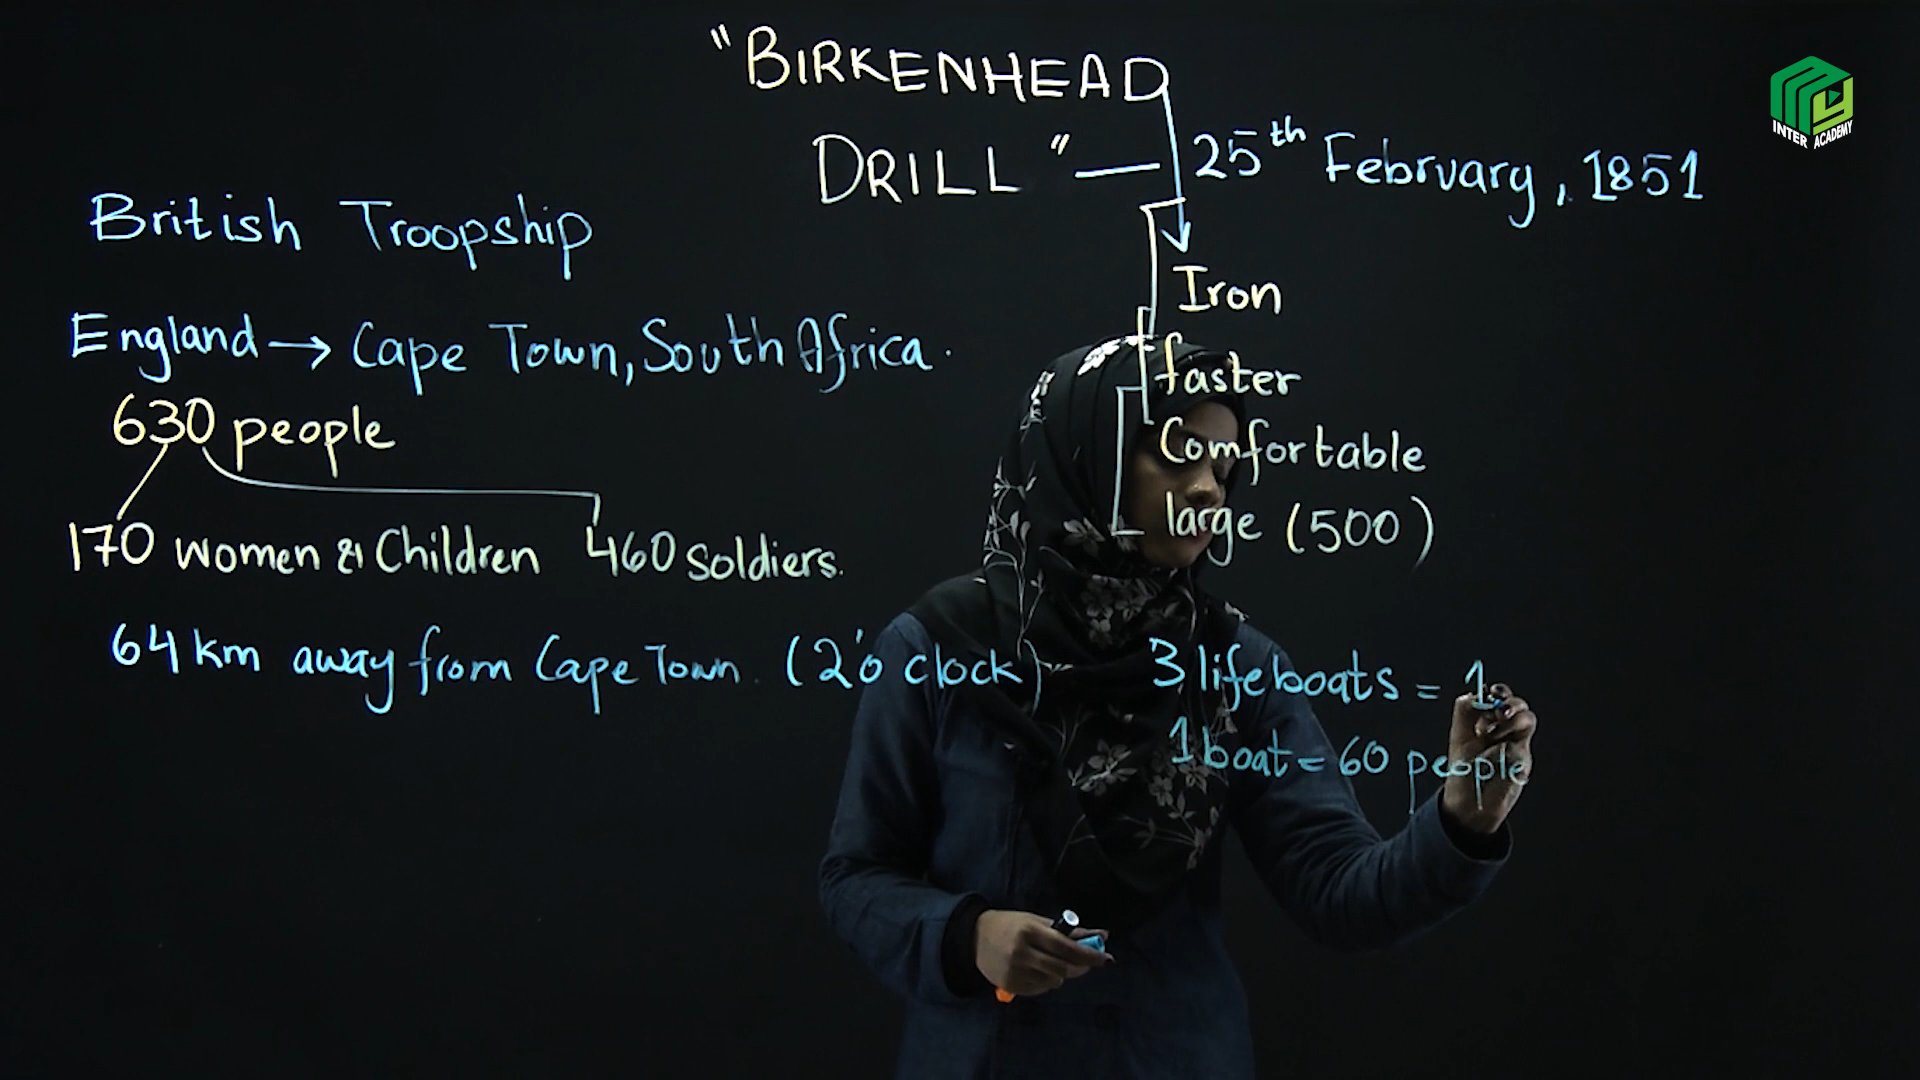 "BIRKENHEAD
DRILL" — 25th February, 1851
British Troopship
England → Cape Town, South Africa.
630 people
170 women & Children 460 soldiers.
64 km away from Cape Town. (2'o clock)
Iron
faster
Comfortable
large (500)
3 lifeboats = 1
1 boat = 60 people
INTER ACADEMY